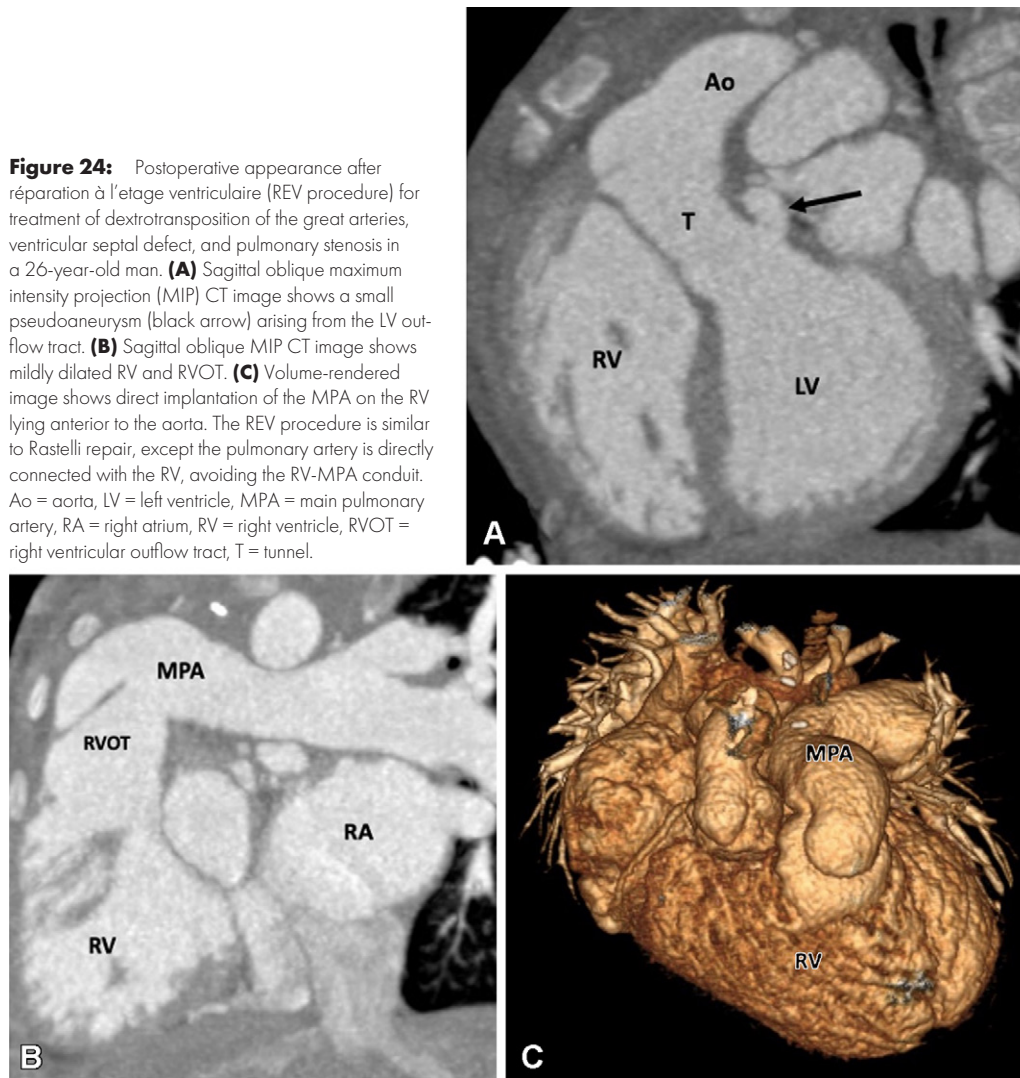 Figure 24: Postoperative appearance after
réparation à l'etage ventriculaire (REV procedure) for
treatment of dextrotransposition of the great arteries,
ventricular septal defect, and pulmonary stenosis in
a 26-year-old man. (A) Sagittal oblique maximum
intensity projection (MIP) CT image shows a small
pseudoaneurysm (black arrow) arising from the LV out-
flow tract. (B) Sagittal oblique MIP CT image shows
mildly dilated RV and RVOT. (C) Volume-rendered
image shows direct implantation of the MPA on the RV
lying anterior to the aorta. The REV procedure is similar
to Rastelli repair, except the pulmonary artery is directly
connected with the RV, avoiding the RV-MPA conduit.
Ao = aorta, LV = left ventricle, MPA = main pulmonary
artery, RA = right atrium, RV = right ventricle, RVOT =
right ventricular outflow tract, T = tunnel.
Ao
T
RV
LV
A
MPA
RVOT
RA
RV
B
MPA
RV
C